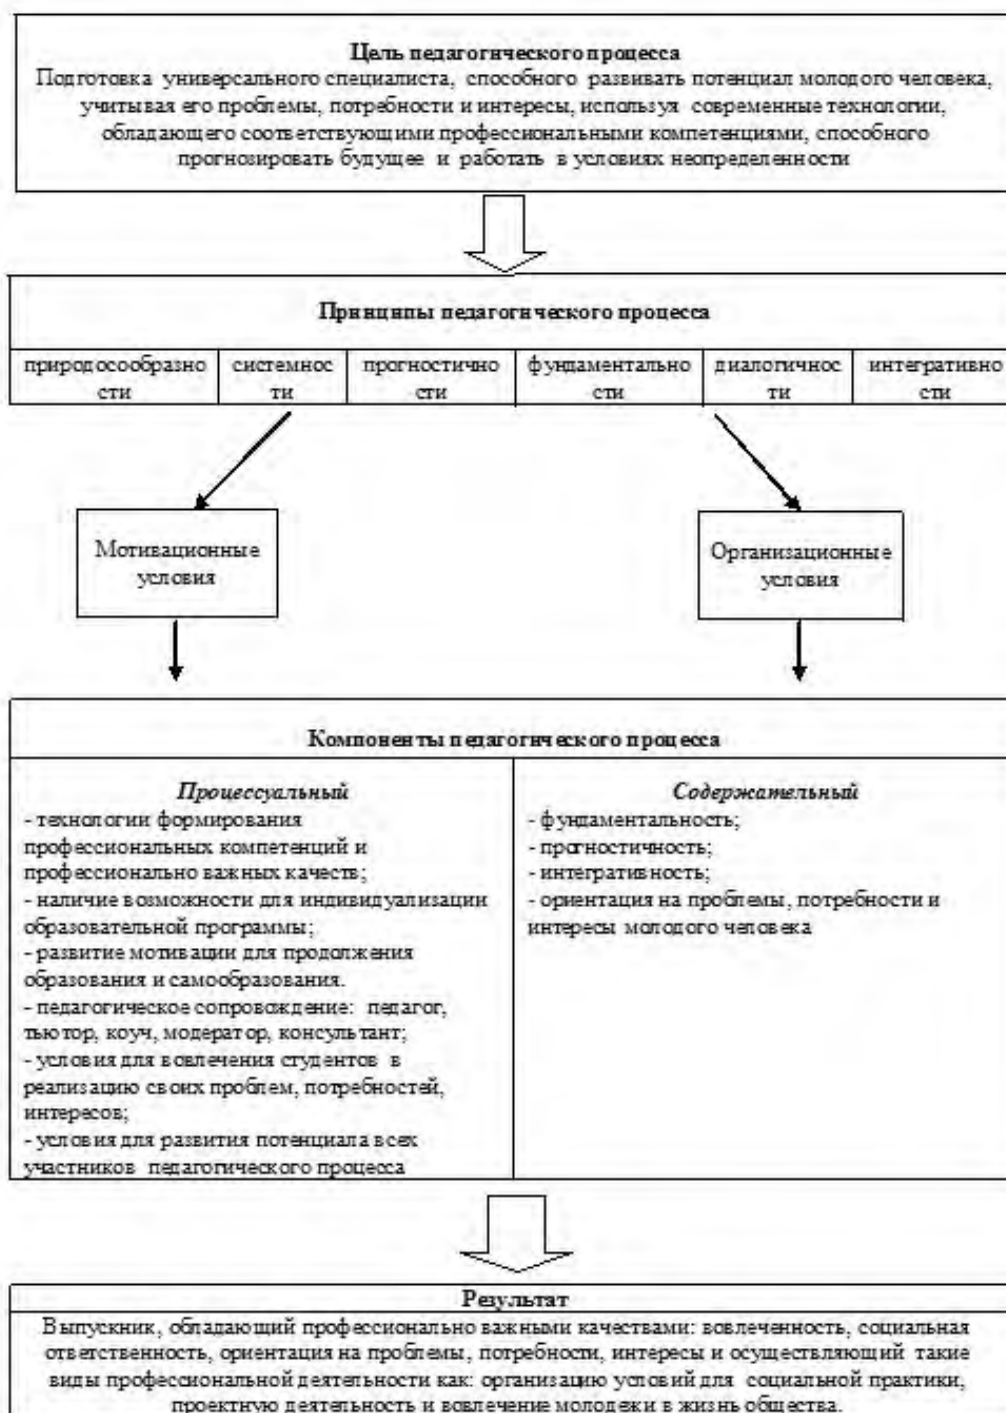 Цель педагогического процесса
Подготовка универсального специалиста, способного развивать потенциал молодого человека,
учитывая его проблемы, потребности и интересы, используя современные технологии,
обладающего соответствующими профессиональными компетенциями, способного
прогнозировать будущее и работать в условиях неопределенности
Принципы педагогического процесса
природосообразно
сти
системнос
ти
прогностично
сти
фундаментально
сти
диалогичнос
ти
интегративно
сти
Мотивационные
условия
Организационные
условия
Компоненты педагогического процесса
Процессуальный
- технологии формирования
профессиональных компетенций и
профессионально важных качеств;
- наличие возможности для индивидуализации
образовательной программы;
- развитие мотивации для продолжения
образования и самообразования.
- педагогическое сопровождение: педагог,
тьютор, коуч, модератор, консультант;
- условия для вовлечения студентов в
реализацию своих проблем, потребностей,
интересов;
- условия для развития потенциала всех
участников педагогического процесса
Содержательный
- фундаментальность;
- прогностичность;
- интегративность;
- ориентация на проблемы, потребности и
интересы молодого человека
Результат
Выпускник, обладающий профессионально важными качествами: вовлеченность, социальная
ответственность, ориентация на проблемы, потребности, интересы и осуществляющий такие
виды профессиональной деятельности как: организацию условий для социальной практики,
проектную деятельность и вовлечение молодежи в жизнь общества.